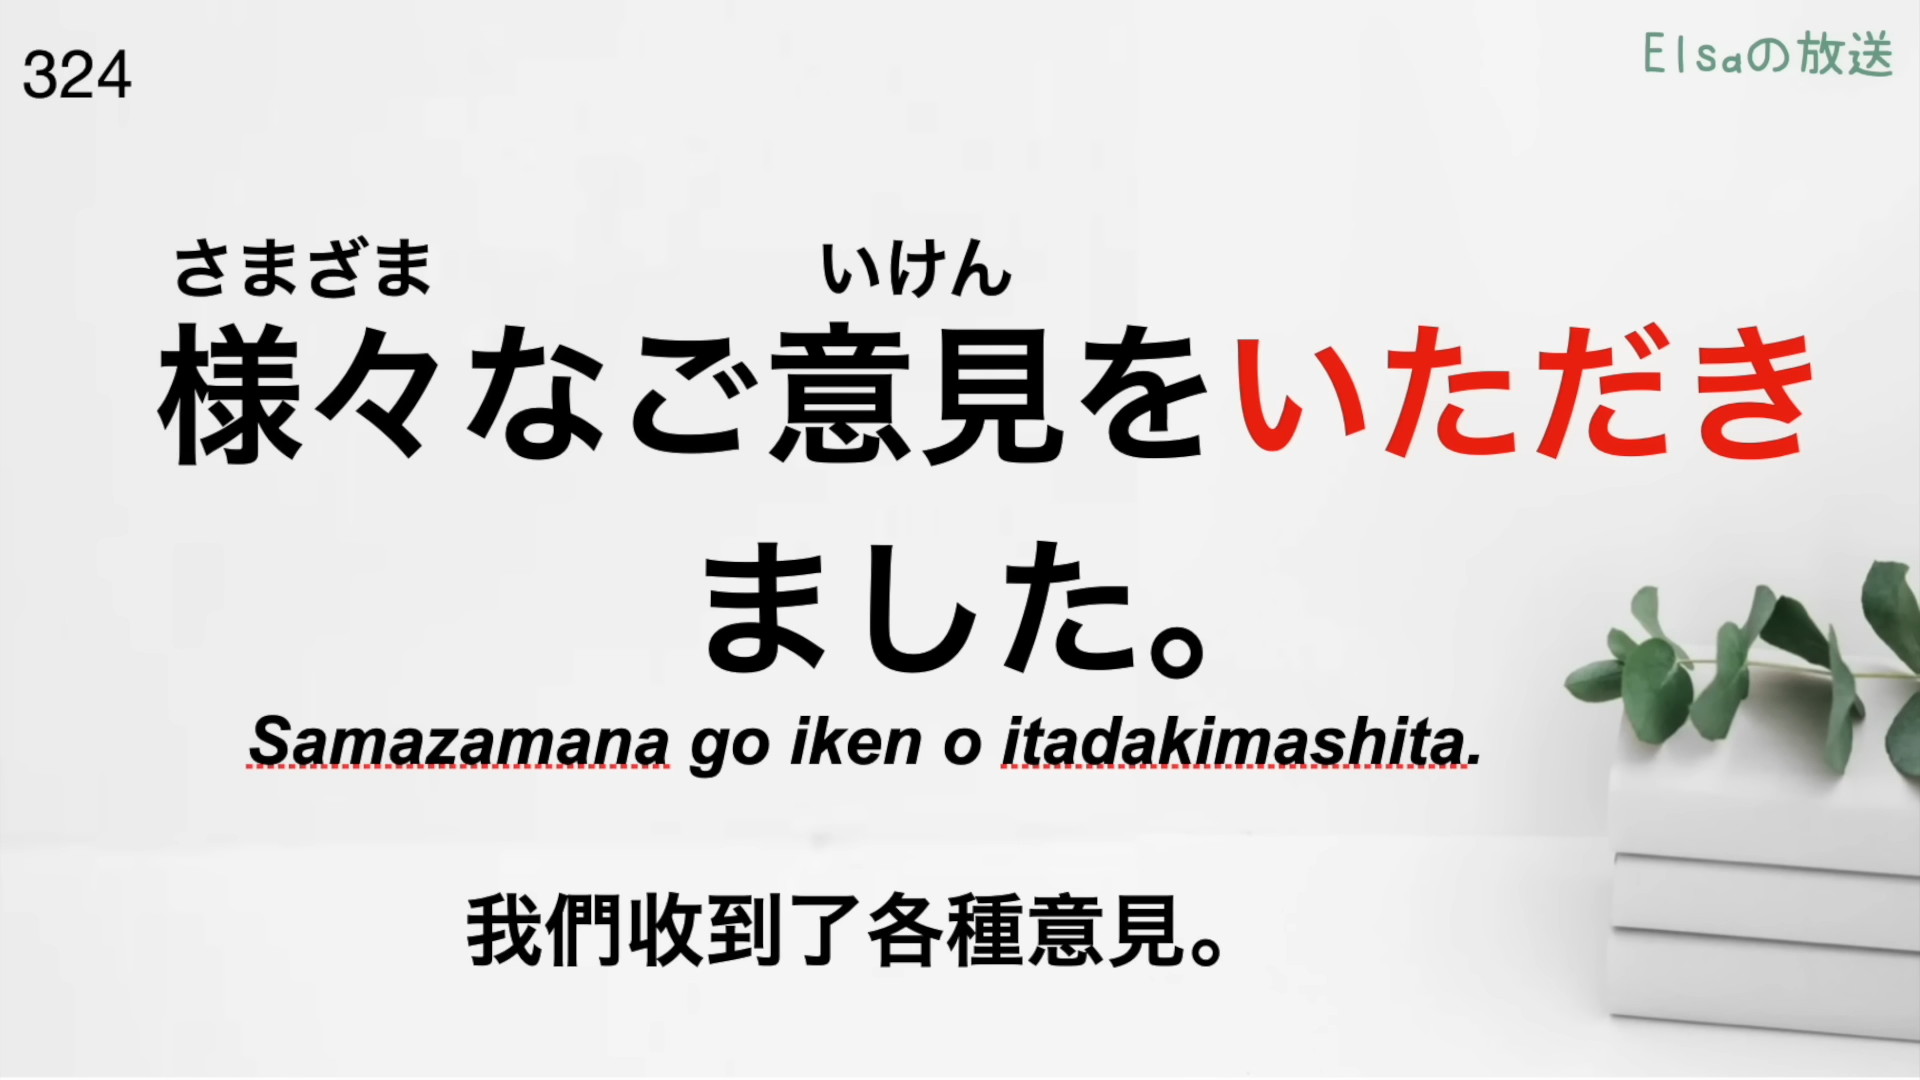 324
Elsaの放送
さまざま いけん
様々なご意見をいただき
ました。
Samazamana go iken o itadakimashita.
我們收到了各種意見。